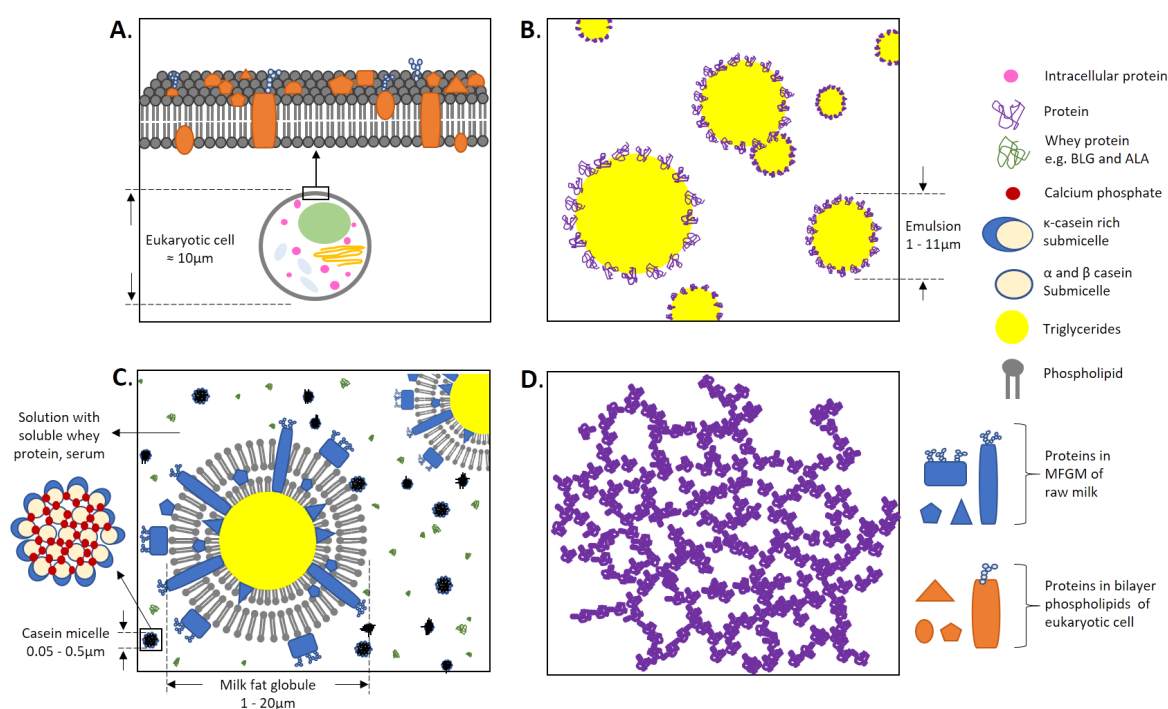 A.
Eukaryotic cell
≈ 10µm
B.
Emulsion
1 - 11µm
Intracellular protein
Protein
Whey protein
e.g. BLG and ALA
Calcium phosphate
κ-casein rich
submicelle
α and β casein
Submicelle
Triglycerides
Phospholipid
Proteins in
MFGM of
raw milk
Proteins in bilayer
phospholipids of
eukaryotic cell
C.
Solution with
soluble whey
protein, serum
Casein micelle
0.05 - 0.5µm
Milk fat globule
1 - 20µm
D.